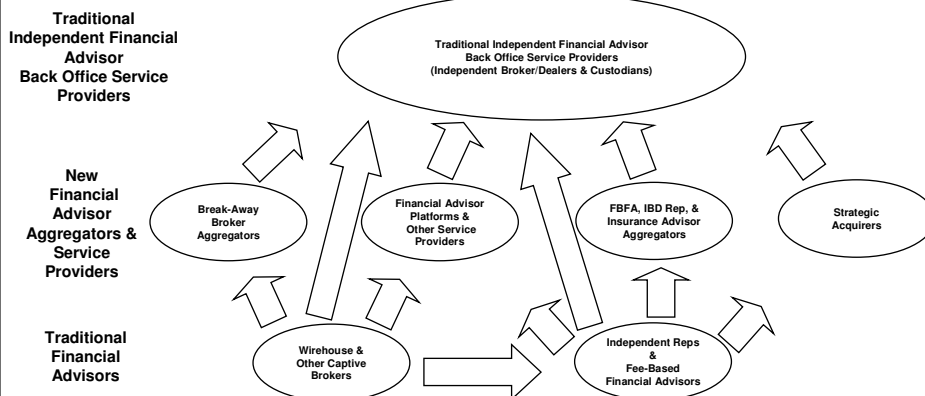 Traditional
Independent Financial
Advisor
Back Office Service
Providers
Traditional Independent Financial Advisor
Back Office Service Providers
(Independent Broker/Dealers & Custodians)
New
Financial
Advisor
Aggregators &
Service
Providers
Break-Away
Broker
Aggregators
Financial Advisor
Platforms &
Other Service
Providers
FBFA, IBD Rep, &
Insurance Advisor
Aggregators
Strategic
Acquirers
Traditional
Financial
Advisors
Wirehouse &
Other Captive
Brokers
Independent Reps
&
Fee-Based
Financial Advisors